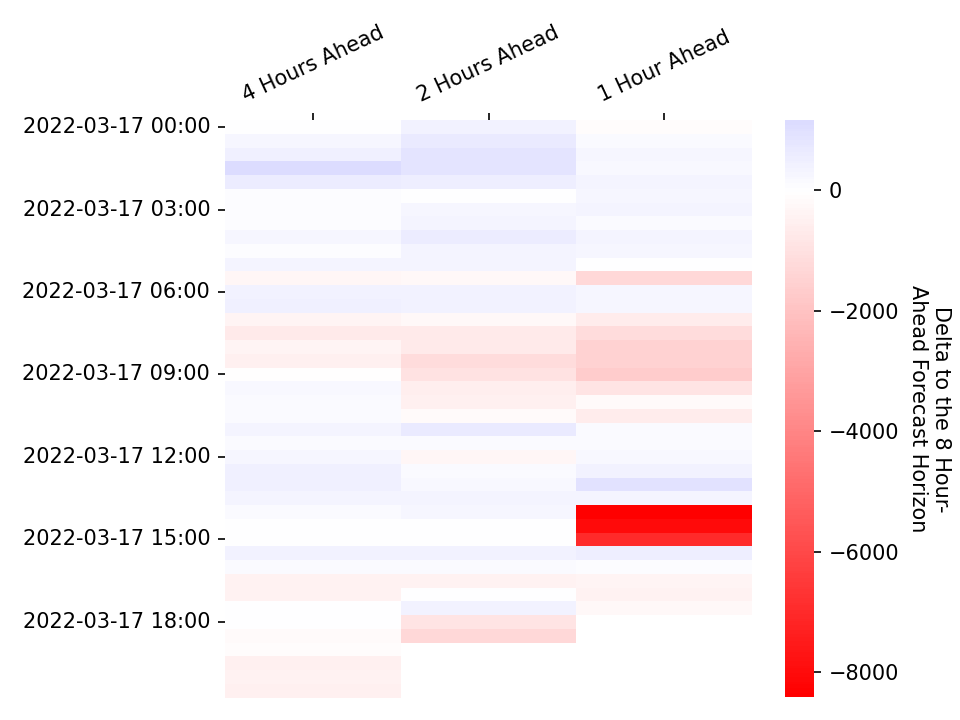 4 Hours Ahead
2 Hours Ahead
1 Hour Ahead
2022-03-17 00:00
2022-03-17 03:00
2022-03-17 06:00
2022-03-17 09:00
2022-03-17 12:00
2022-03-17 15:00
2022-03-17 18:00
0
−2000
−4000
−6000
−8000
Delta to the 8 Hour-
Ahead Forecast Horizon